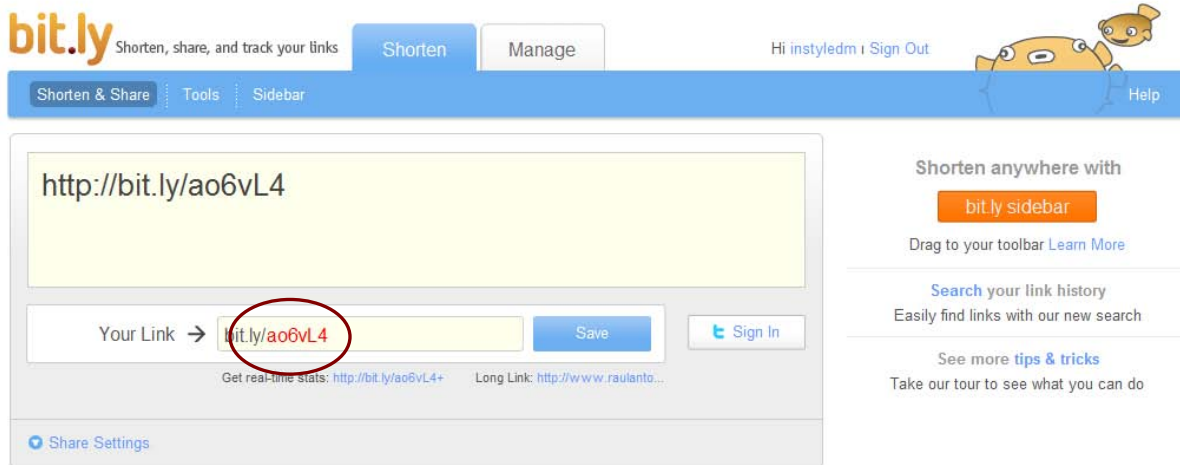 bit.ly Shorten, share, and track your links Shorten Manage Hi instyledm | Sign Out
Shorten & Share Tools Sidebar Help
http://bit.ly/ao6vL4
Your Link → bit.ly/ao6vL4 Save Sign In
Get real-time stats: http://bit.ly/ao6vL4+ Long Link: http://www.raulanto...
Share Settings
Shorten anywhere with
bit.ly sidebar
Drag to your toolbar Learn More
Search your link history
Easily find links with our new search
See more tips & tricks
Take our tour to see what you can do